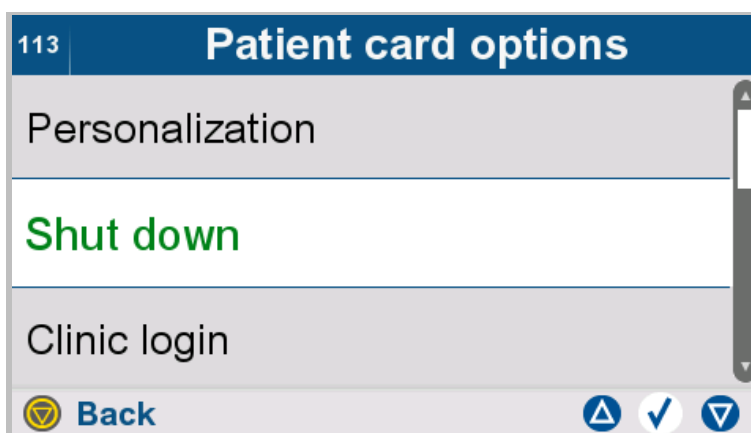 113 Patient card options
Personalization
Shut down
Clinic login
Back